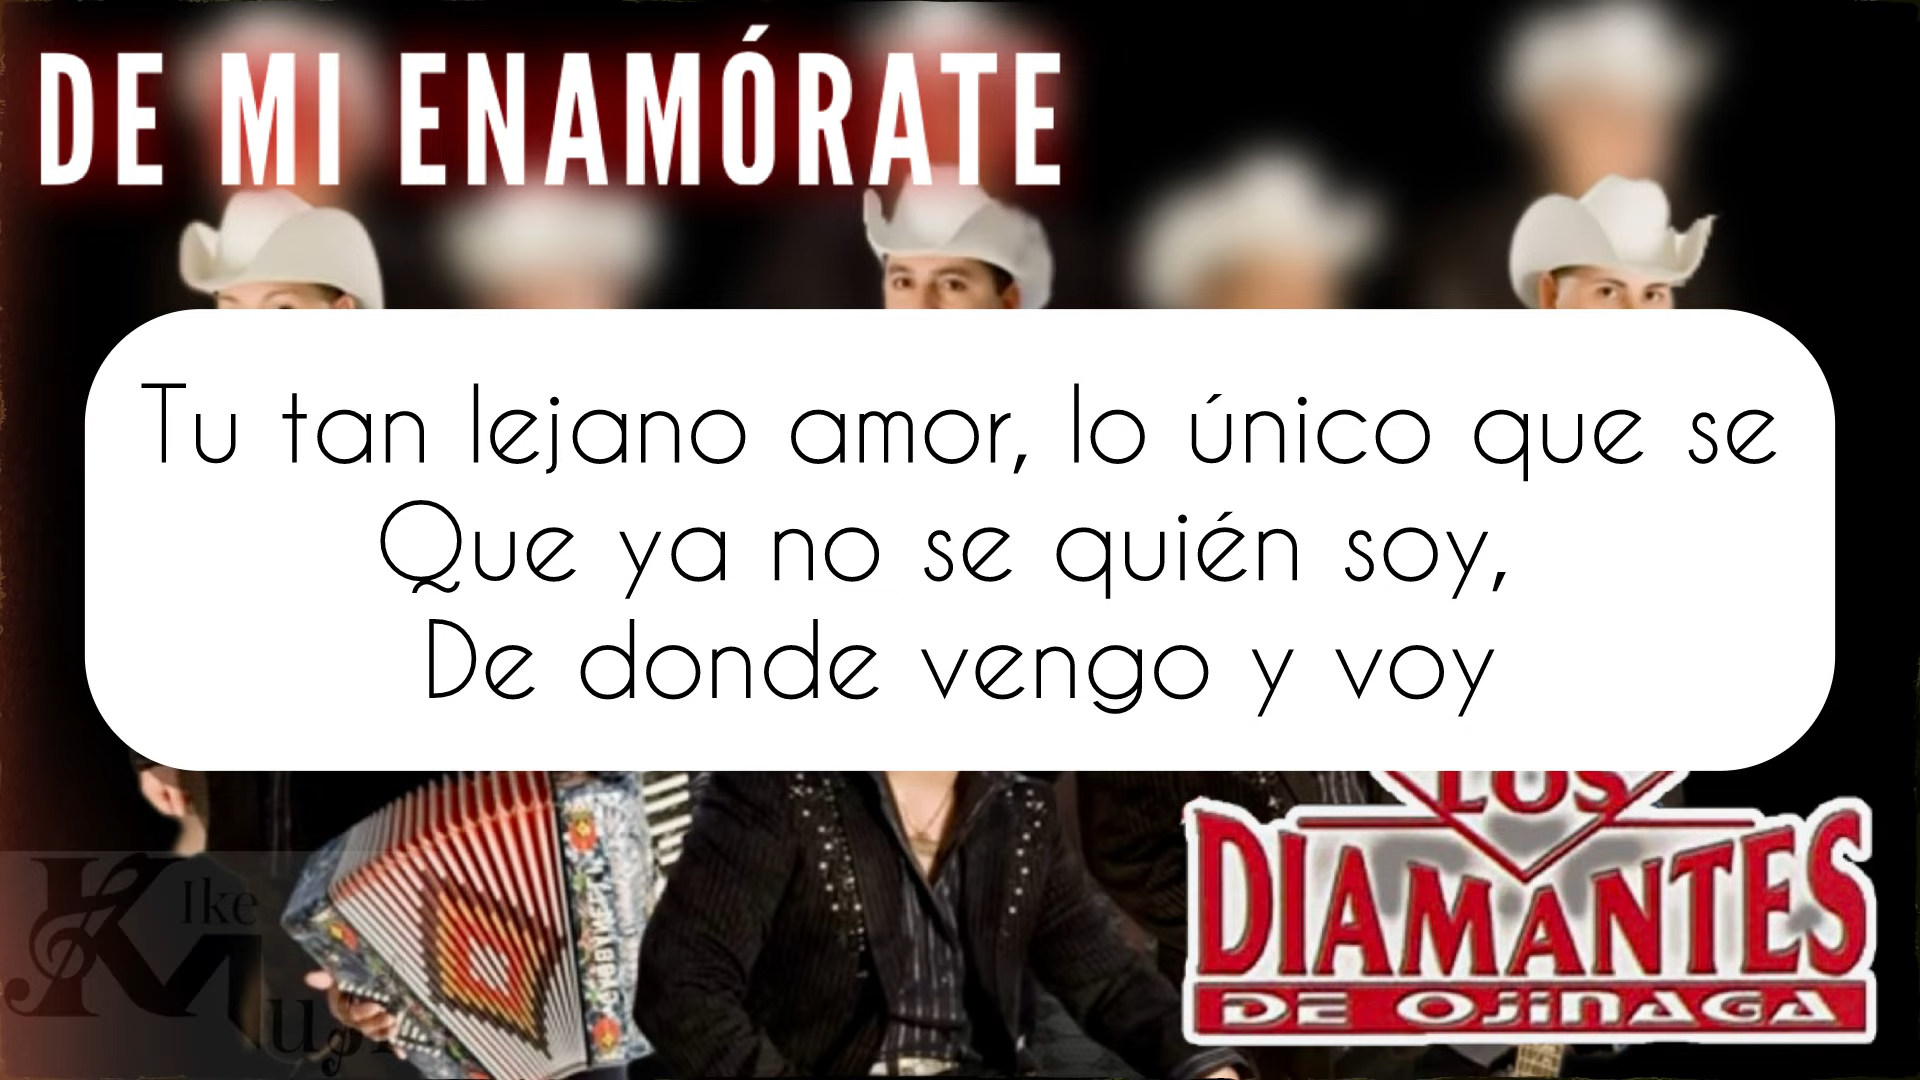 DE MI ENAMÓRATE
Tu tan lejano amor, lo único que se
Que ya no se quién soy,
De donde vengo y voy
LOS
DIAMANTES
DE OJINAGA
Ike